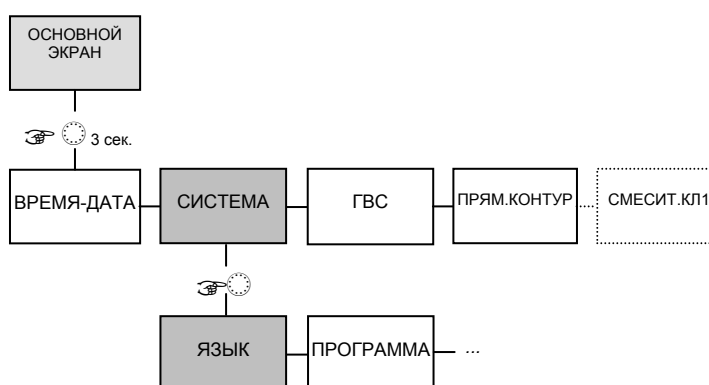 ОСНОВНОЙ
ЭКРАН
3 сек.
ВРЕМЯ-ДАТА
СИСТЕМА
ГВС
ПРЯМ.КОНТУР
....
СМЕСИТ.КЛ1
ЯЗЫК
ПРОГРАММА
...